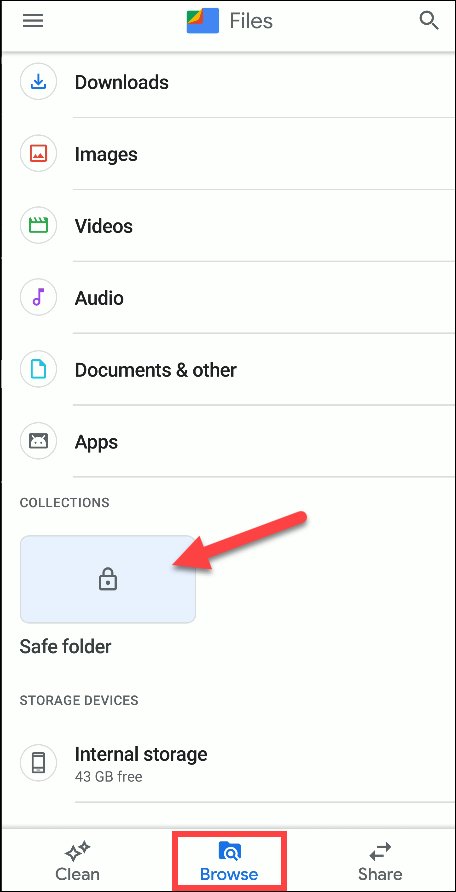 Files
Downloads
Images
Videos
Audio
Documents & other
Apps
COLLECTIONS
Safe folder
STORAGE DEVICES
Internal storage
43 GB free
Clean
Browse
Share